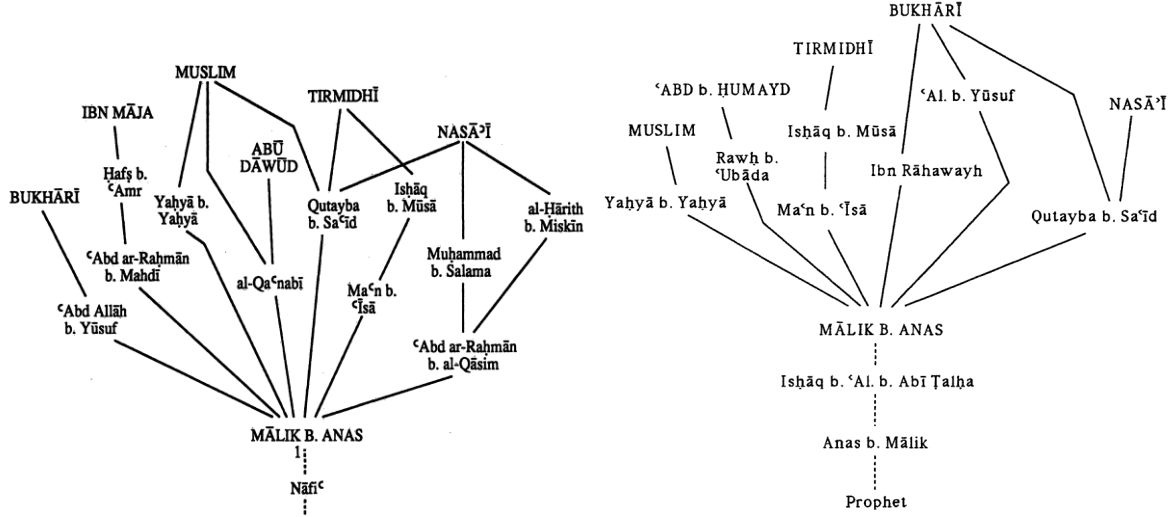 MUSLIM
TIRMIDHĪ
IBN MĀJA
NASĀʾĪ
ABŪ
DĀWŪD
Ḥafṣ b.
ʿAmr
BUKHĀRĪ
Yaḥyā b.
Yaḥyā
Qutayba
b. Saʿīd
Isḥāq
b. Mūsā
al-Ḥārith
b. Miskīn
ʿAbd ar-Raḥmān
b. Mahdī
al-Qaʿnabī
Muḥammad
b. Salama
Maʿn b.
ʿĪsā
ʿAbd Allāh
b. Yūsuf
ʿAbd ar-Raḥmān
b. al-Qāsim
MĀLIK B. ANAS
1
Nāfiʿ
BUKHĀRĪ
TIRMIDHĪ
ʿABD b. ḤUMAYD
ʿAl. b. Yūsuf
NASĀʾĪ
MUSLIM
Isḥāq b. Mūsā
Rawḥ b.
ʿUbāda
Ibn Rāhawayh
Yaḥyā b. Yaḥyā
Maʿn b. ʿĪsā
Qutayba b. Saʿīd
MĀLIK B. ANAS
Isḥāq b. ʿAl. b. Abī Ṭalḥa
Anas b. Mālik
Prophet